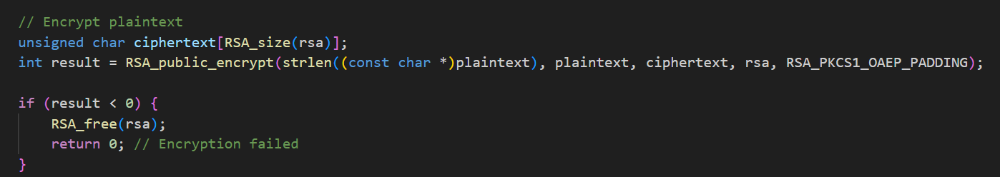 // Encrypt plaintext
unsigned char ciphertext[RSA_size(rsa)];
int result = RSA_public_encrypt(strlen((const char *)plaintext), plaintext, ciphertext, rsa, RSA_PKCS1_OAEP_PADDING);
if (result < 0) {
RSA_free(rsa);
return 0; // Encryption failed
}